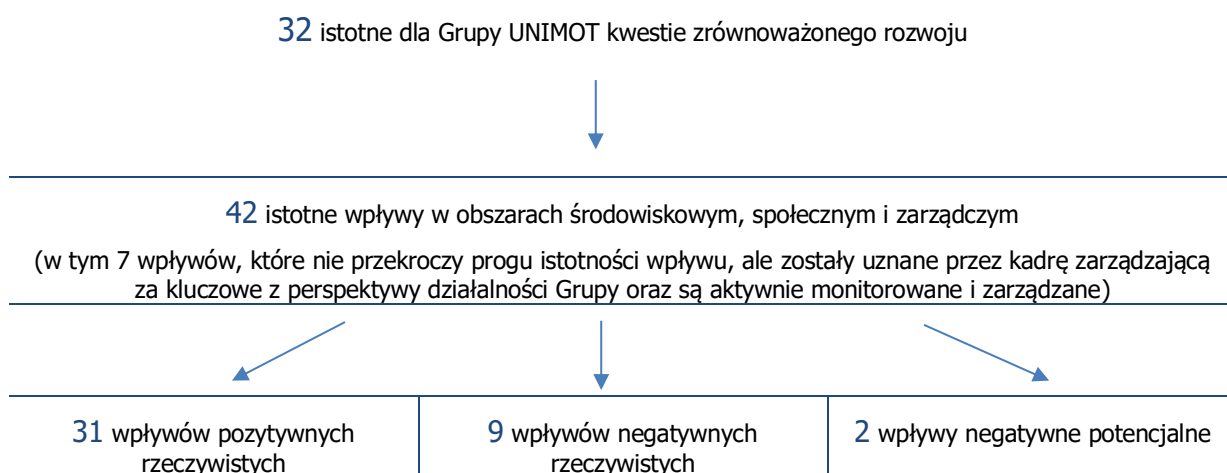 32 istotne dla Grupy UNIMOT kwestie zrównoważonego rozwoju
42 istotne wpływy w obszarach środowiskowym, społecznym i zarządczym
(w tym 7 wpływów, które nie przekroczy progu istotności wpływu, ale zostały uznane przez kadrę zarządzającą
za kluczowe z perspektywy działalności Grupy oraz są aktywnie monitorowane i zarządzane)
31 wpływów pozytywnych
rzeczywistych
9 wpływów negatywnych
rzeczywistych
2 wpływy negatywne potencjalne